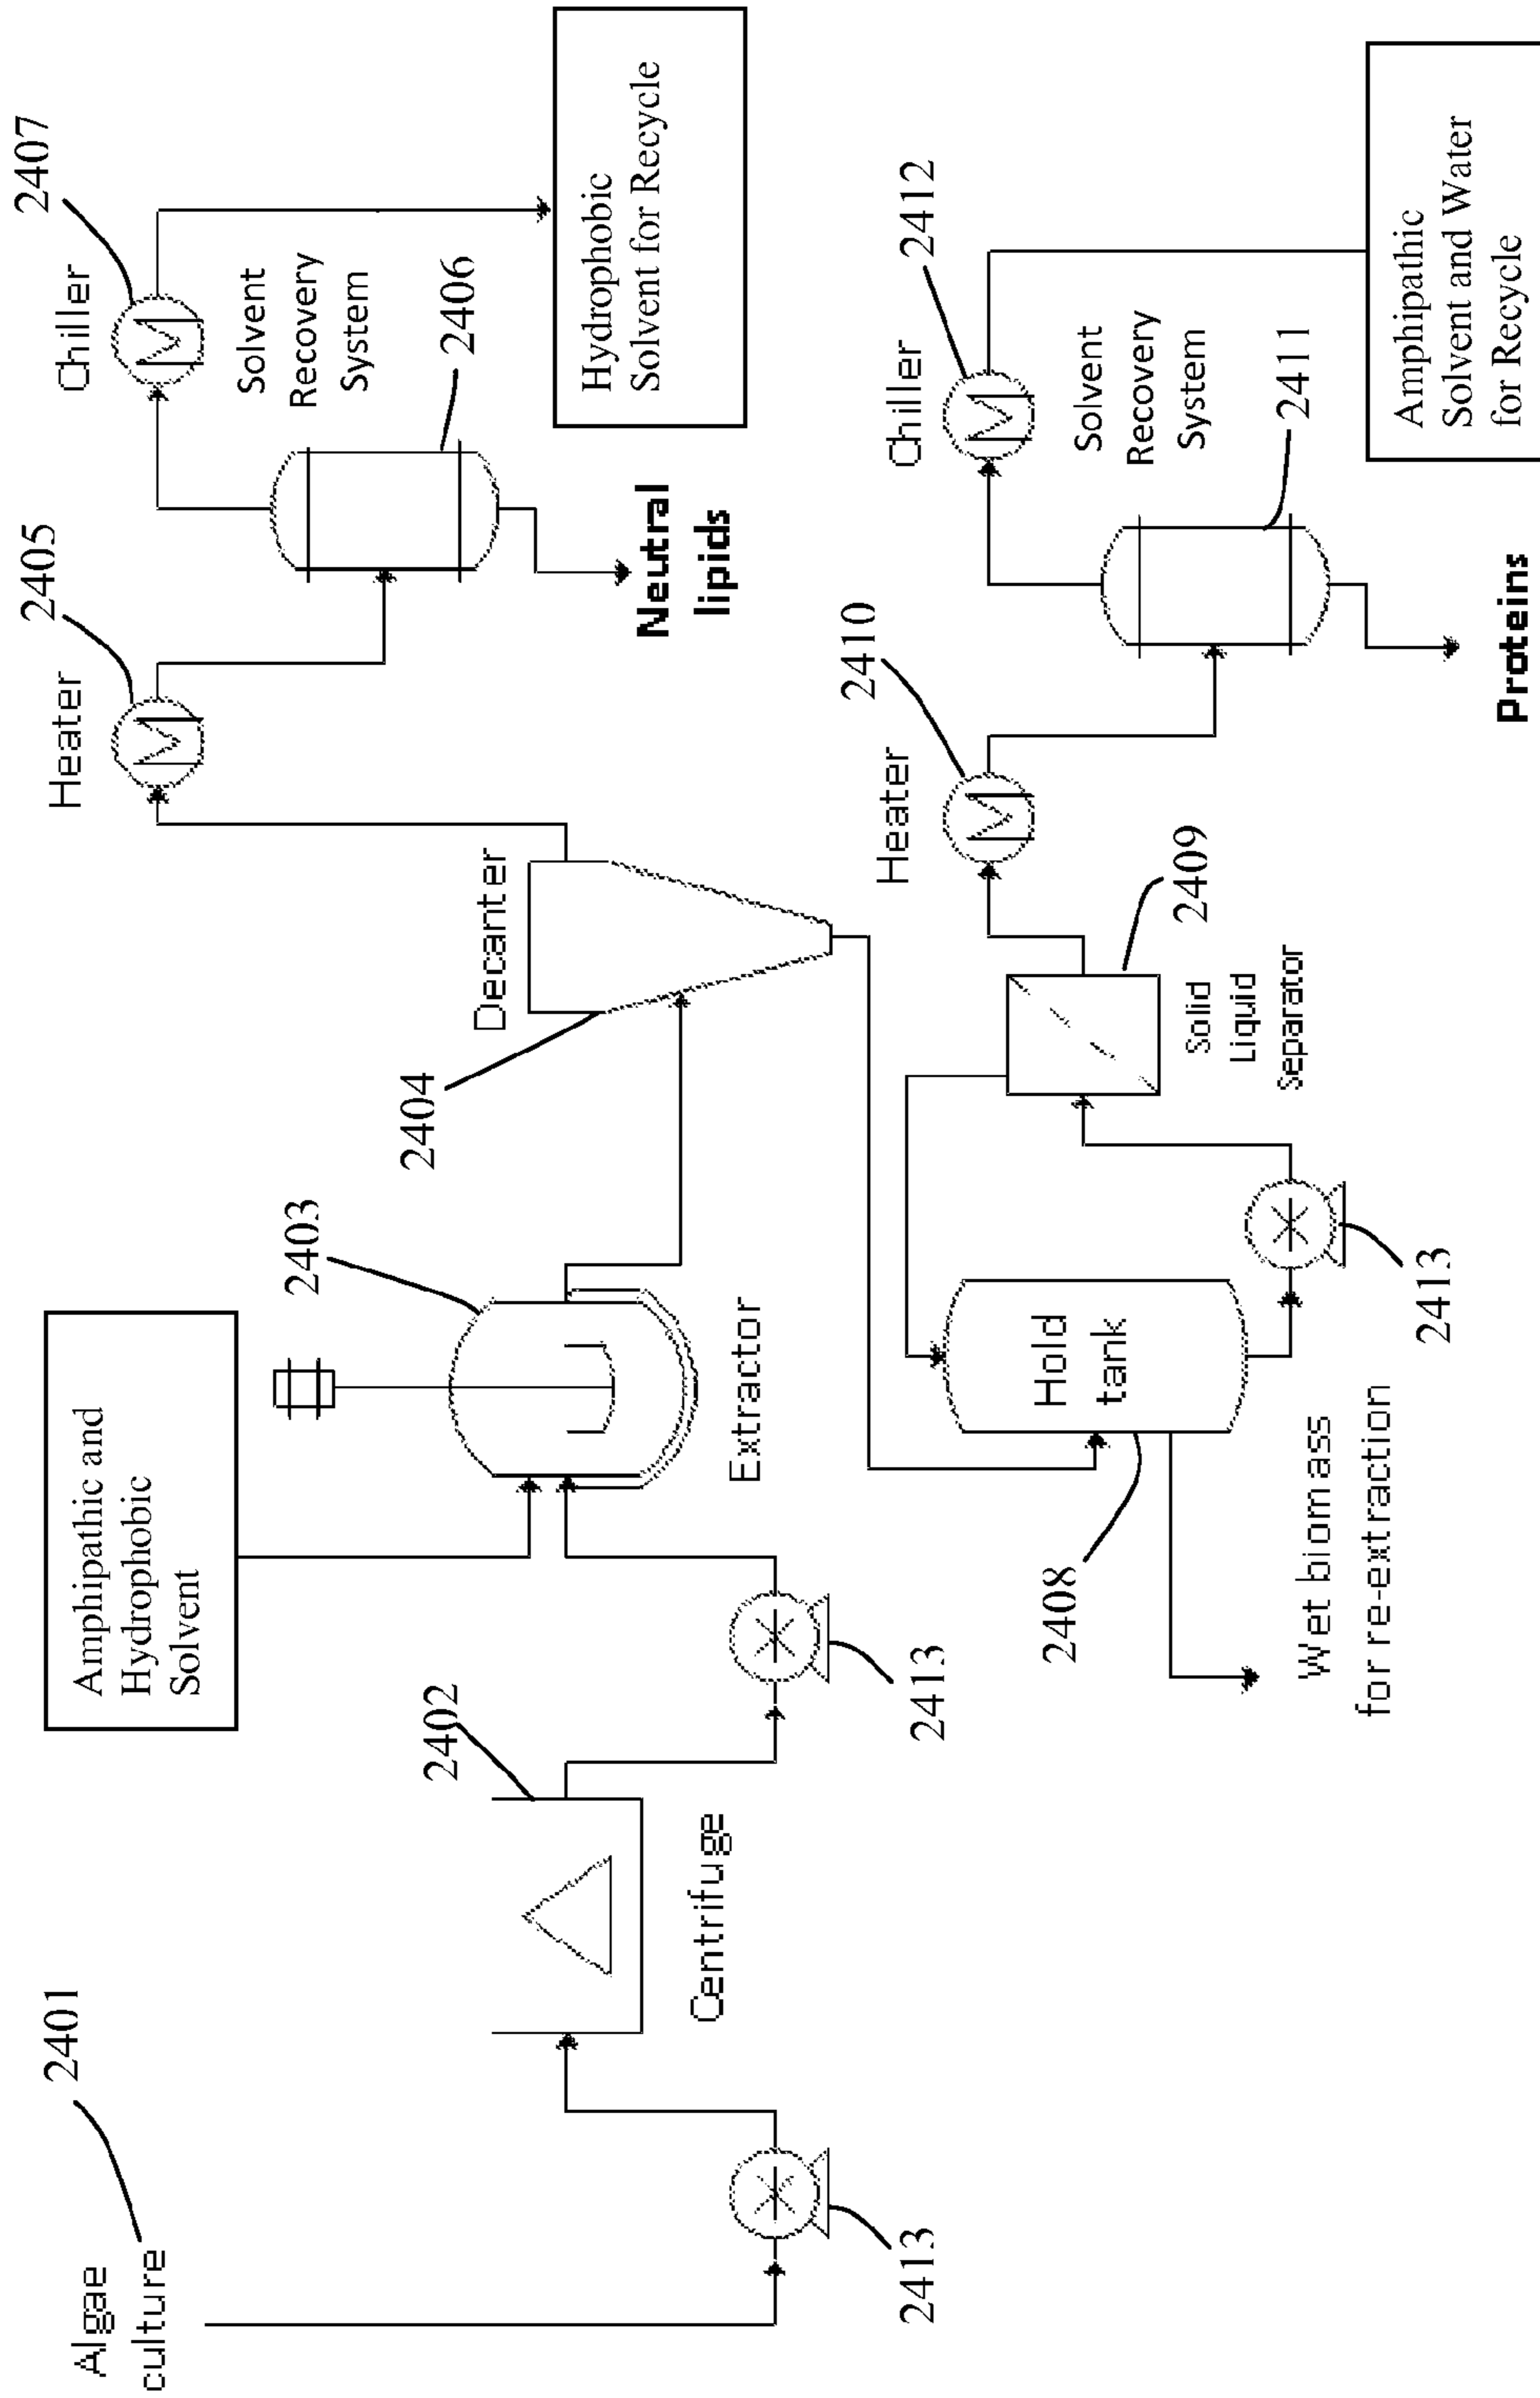 Algae
culture
2401
2413
Centrifuge
2402
2413
Amphipathic and
Hydrophobic
Solvent
2403
Extractor
2404
Decanter
Heater
2405
Chiller
2407
Solvent
Recovery
System
2406
Neutral
lipids
Hydrophobic
Solvent for Recycle
2408
Hold
tank
Wet biomass
for re-extraction
2413
Solid
Liquid
Separator
2409
Heater
2410
Chiller
2412
Solvent
Recovery
System
2411
Proteins
Amphipathic
Solvent and Water
for Recycle